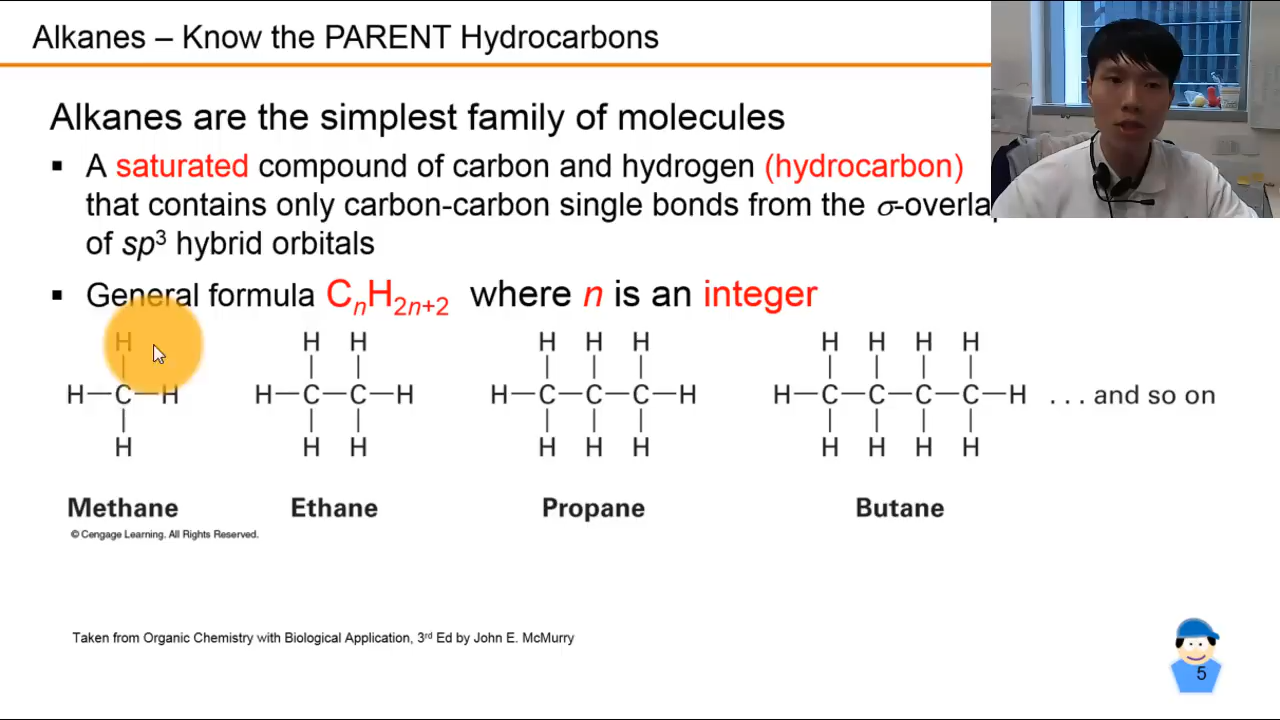 Alkanes – Know the PARENT Hydrocarbons
Alkanes are the simplest family of molecules
▪ A saturated compound of carbon and hydrogen (hydrocarbon)
that contains only carbon-carbon single bonds from the σ-overlap
of sp³ hybrid orbitals
▪ General formula CₙH₂ₙ₊₂ where n is an integer
H H H H H H H H H H
H—C—H H—C—C—H H—C—C—C—H H—C—C—C—C—H . . . and so on
H H H H H H H H H H
Methane Ethane Propane Butane
© Cengage Learning. All Rights Reserved.
Taken from Organic Chemistry with Biological Application, 3rd Ed by John E. McMurry
5